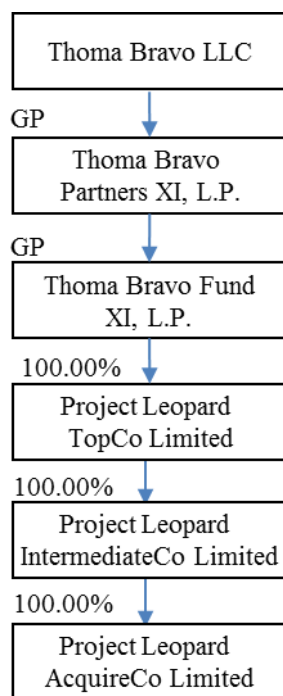 Thoma Bravo LLC
GP
Thoma Bravo
Partners XI, L.P.
GP
Thoma Bravo Fund
XI, L.P.
100.00%
Project Leopard
TopCo Limited
100.00%
Project Leopard
IntermediateCo Limited
100.00%
Project Leopard
AcquireCo Limited